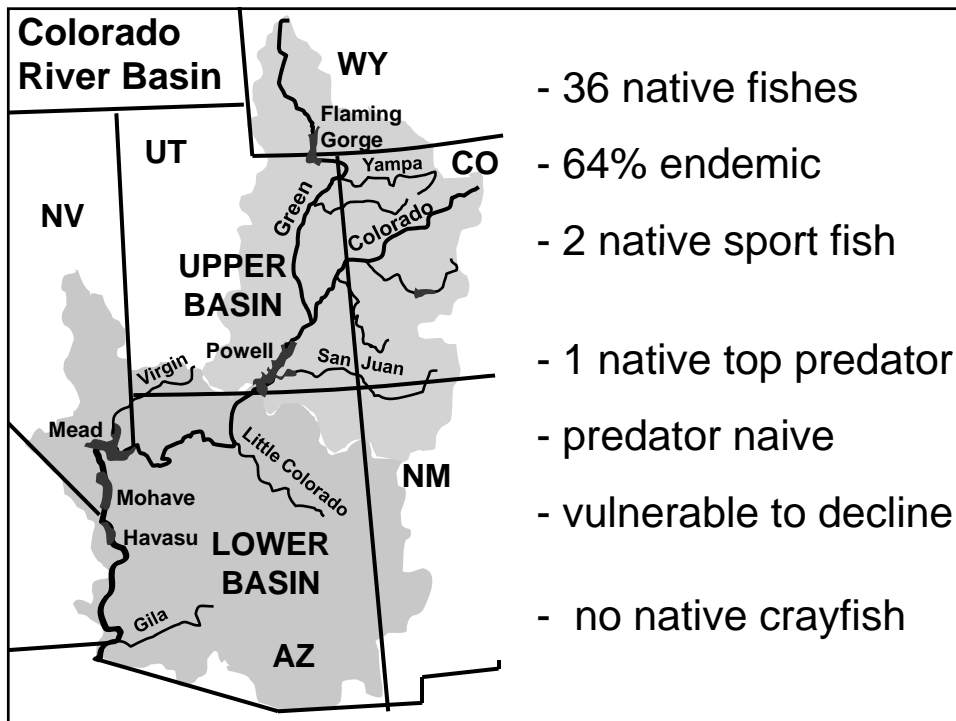 Colorado
River Basin
WY
Flaming
Gorge
UT
Yampa
CO
NV
Green
Colorado
UPPER
BASIN
Powell
San Juan
Virgin
Mead
Little Colorado
NM
Mohave
Havasu
LOWER
BASIN
Gila
AZ
- 36 native fishes
- 64% endemic
- 2 native sport fish
- 1 native top predator
- predator naive
- vulnerable to decline
- no native crayfish